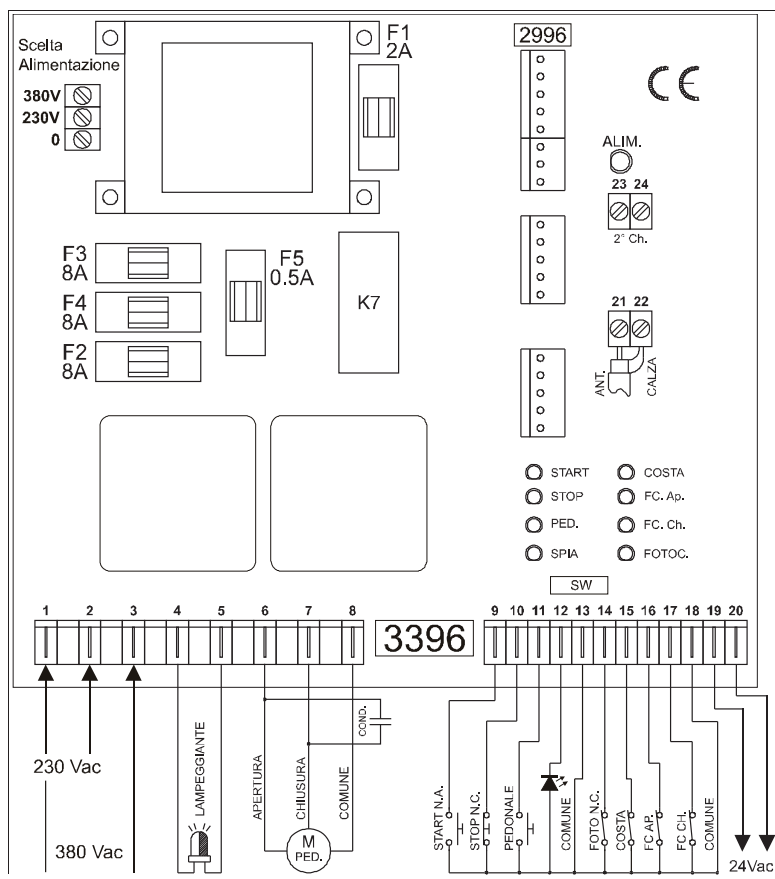 Scelta
Alimentazione
380V
230V
0
F1
2A
2996
CE
ALIM.
23 24
2° Ch.
F3
8A
F4
8A
F2
8A
F5
0.5A
K7
21 22
ANT.
CALZA
START
COSTA
STOP
FC. Ap.
PED.
FC. Ch.
SPIA
FOTOC.
SW
1 2 3 4 5 6 7 8
3396
9 10 11 12 13 14 15 16 17 18 19 20
230 Vac
380 Vac
LAMPEGGIANTE
APERTURA
CHIUSURA
COMUNE
COND.
M
PED.
START N.A.
STOP N.C.
PEDONALE
COMUNE
FOTO N.C.
COSTA
FC AP.
FC CH.
COMUNE
24Vac